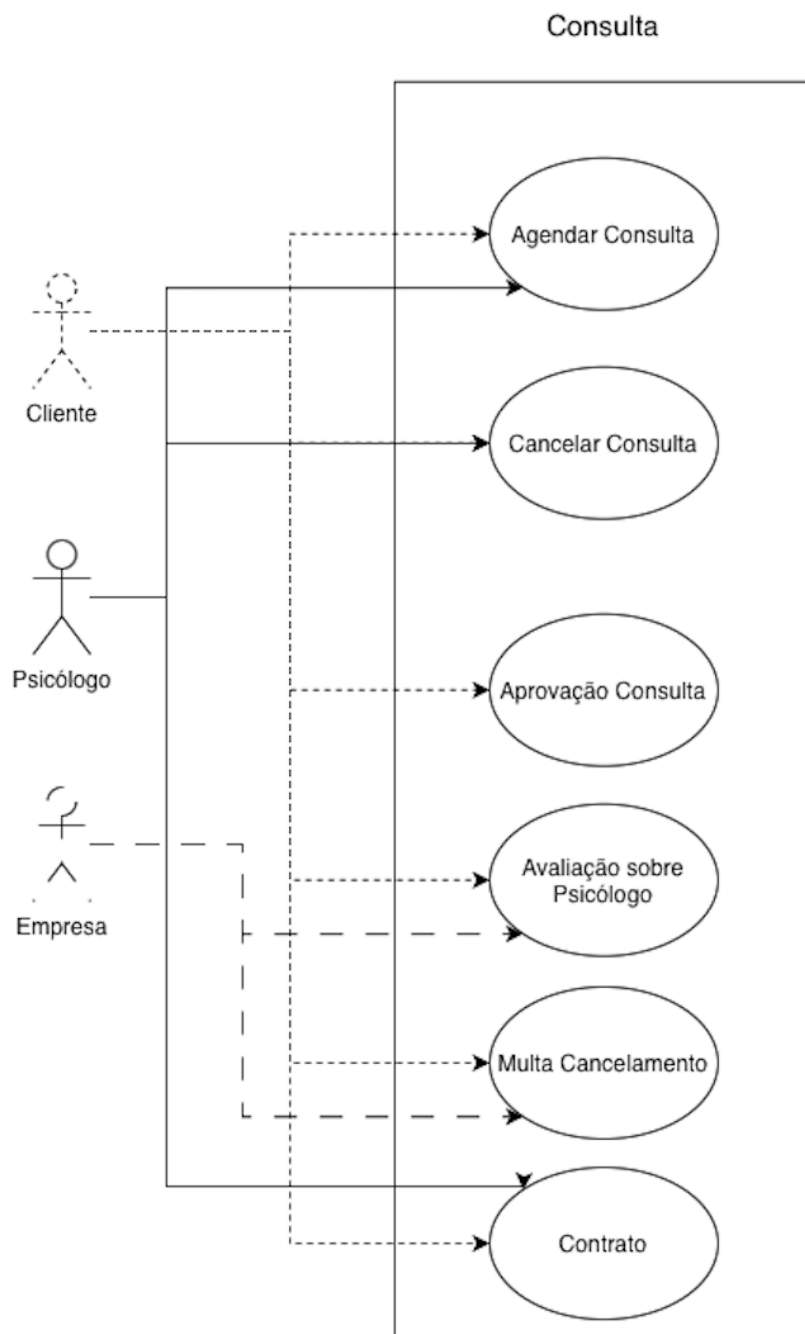 Consulta
Agendar Consulta
Cliente
Cancelar Consulta
Psicólogo
Aprovação Consulta
Empresa
Avaliação sobre
Psicólogo
Multa Cancelamento
Contrato